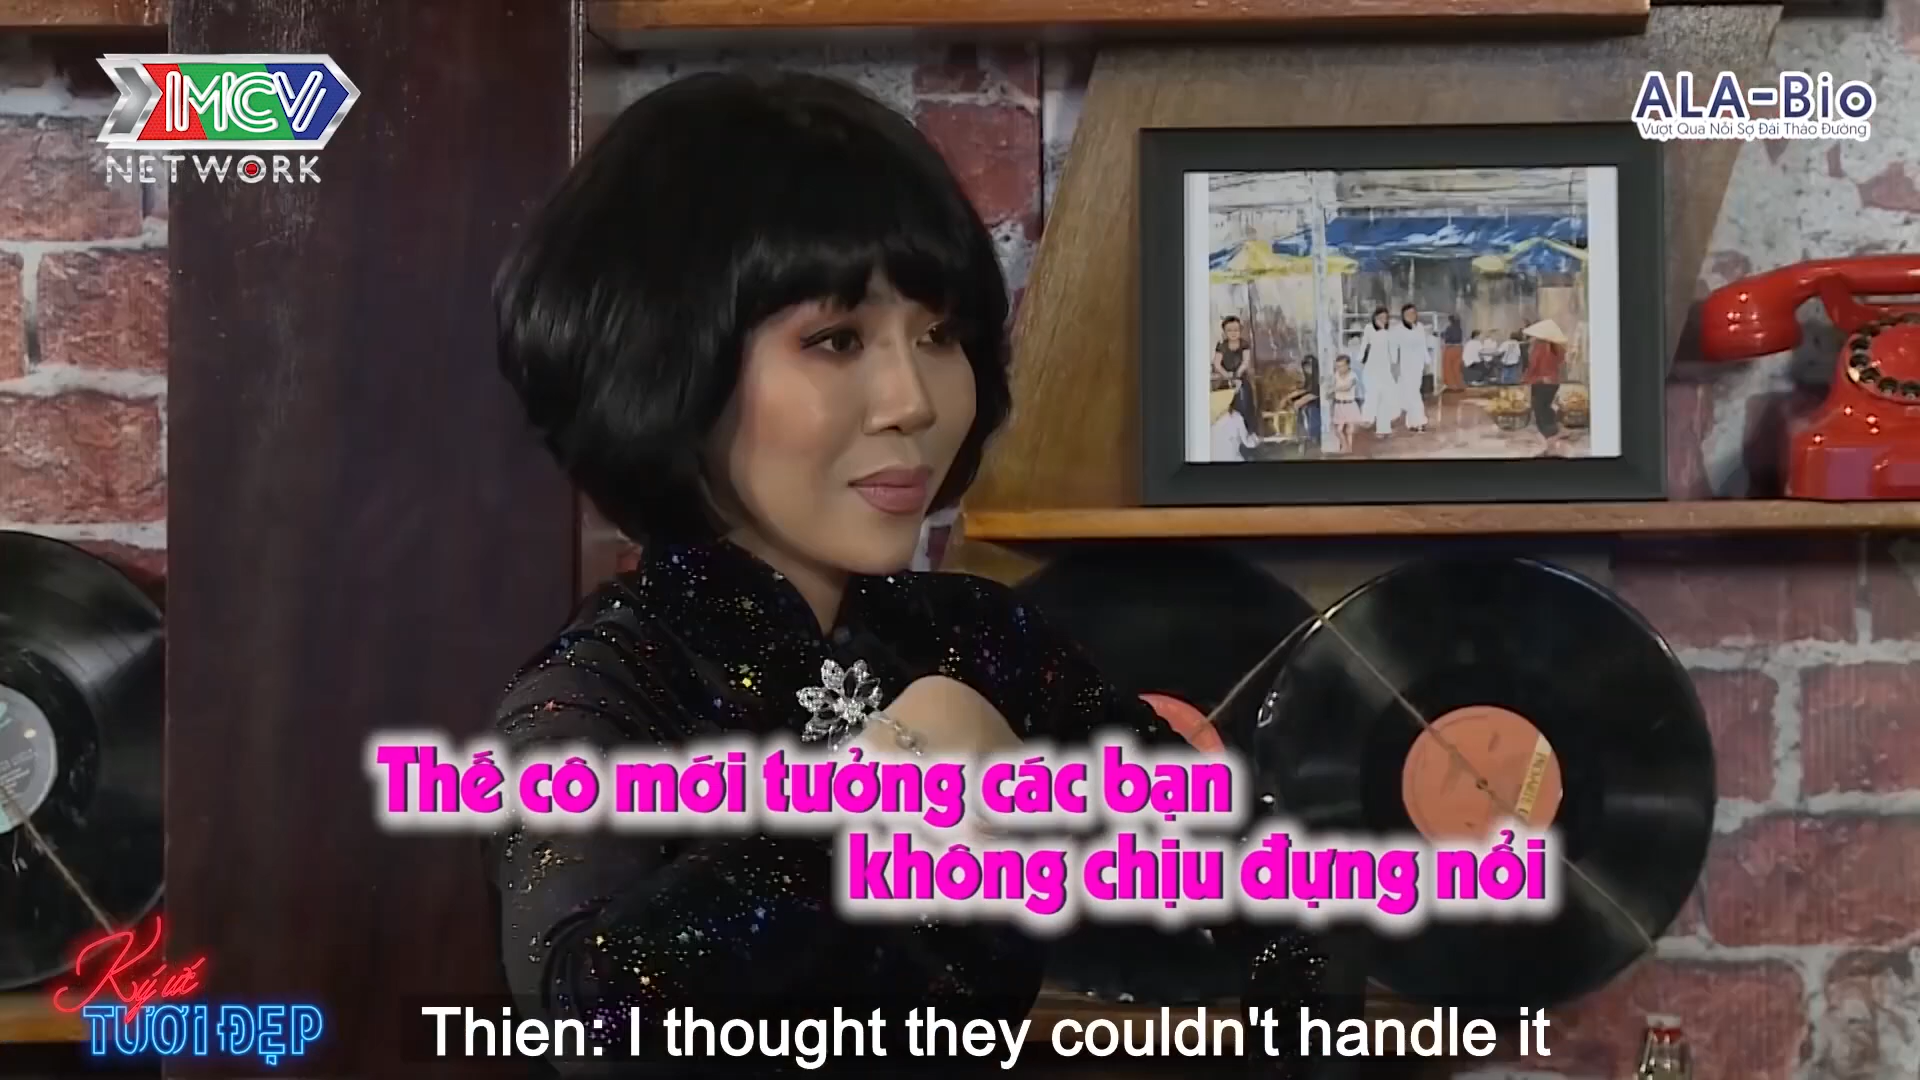 MCV
NETWORK
ALA-Bio
Vượt Qua Nỗi Sợ Đái Tháo Đường
Thế cô mới tưởng các bạn
không chịu đựng nổi
Ký ức
TƯƠI ĐẸP
Thien: I thought they couldn't handle it